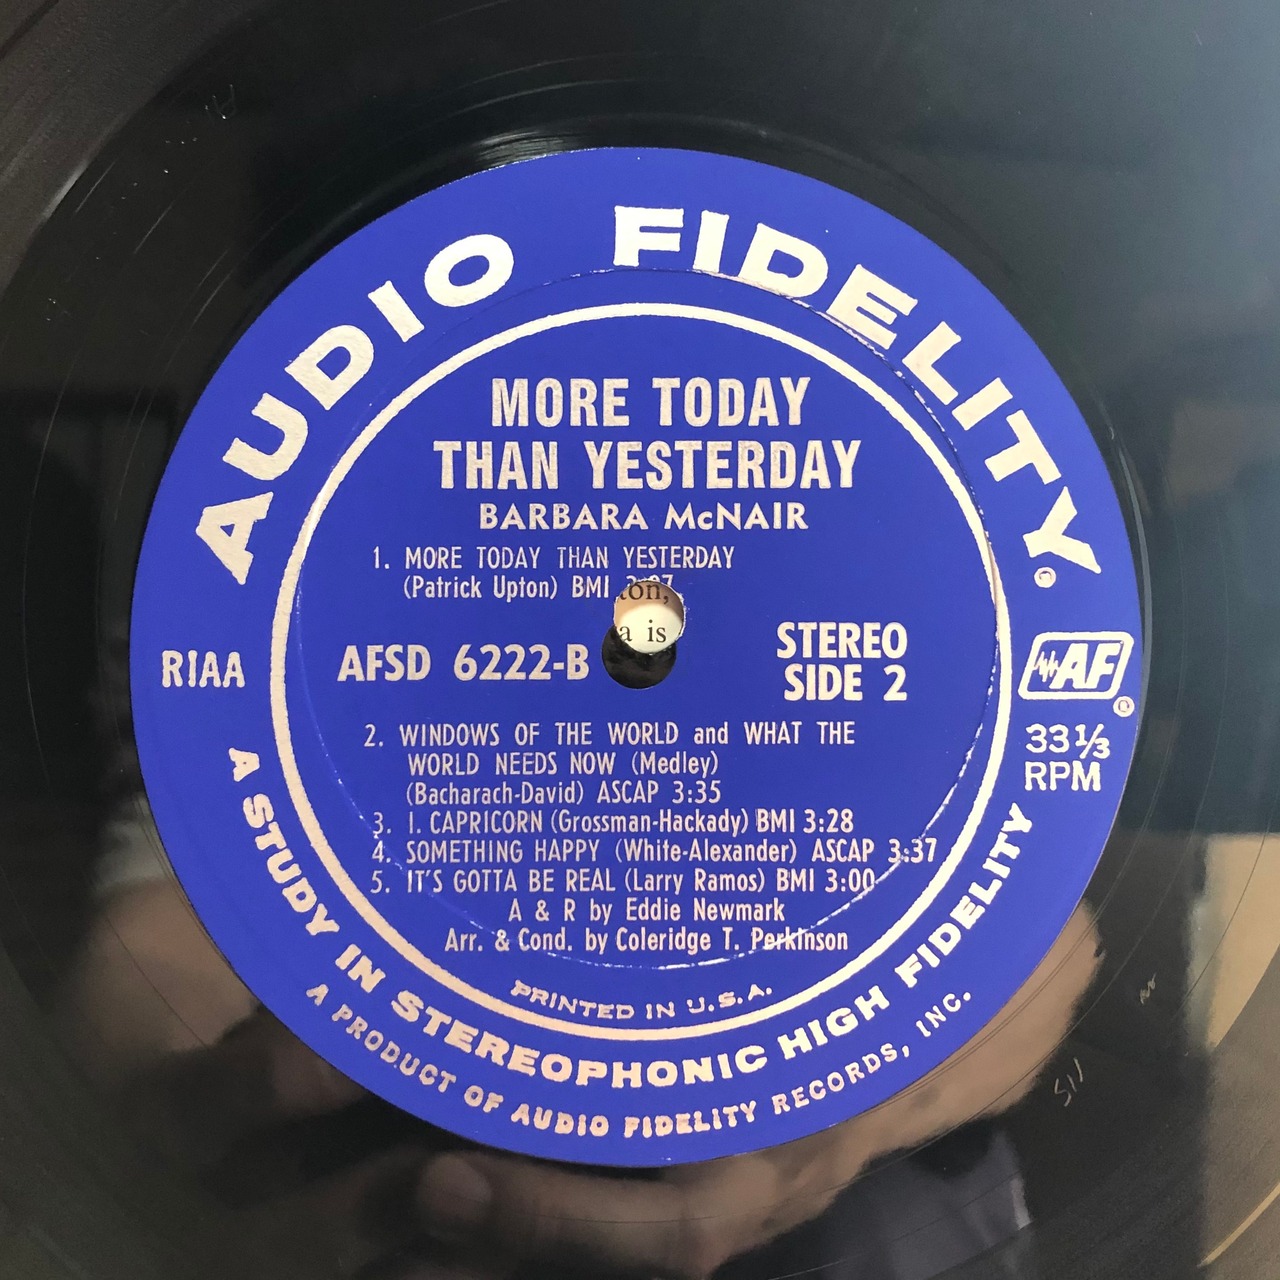 AUDIO FIDELITY ®
MORE TODAY
THAN YESTERDAY
BARBARA McNAIR
1. MORE TODAY THAN YESTERDAY
(Patrick Upton) BMI
ton,
a is
RIAA
AFSD 6222-B
STEREO
SIDE 2
AF ®
33 1/3
RPM
2. WINDOWS OF THE WORLD and WHAT THE
WORLD NEEDS NOW (Medley)
(Bacharach-David) ASCAP 3:35
3. I. CAPRICORN (Grossman-Hackady) BMI 3:28
4. SOMETHING HAPPY (White-Alexander) ASCAP 3:37
5. IT'S GOTTA BE REAL (Larry Ramos) BMI 3:00
A & R by Eddie Newmark
Arr. & Cond. by Coleridge T. Perkinson
PRINTED IN U.S.A.
A STUDY IN STEREOPHONIC HIGH FIDELITY
A PRODUCT OF AUDIO FIDELITY RECORDS, INC.